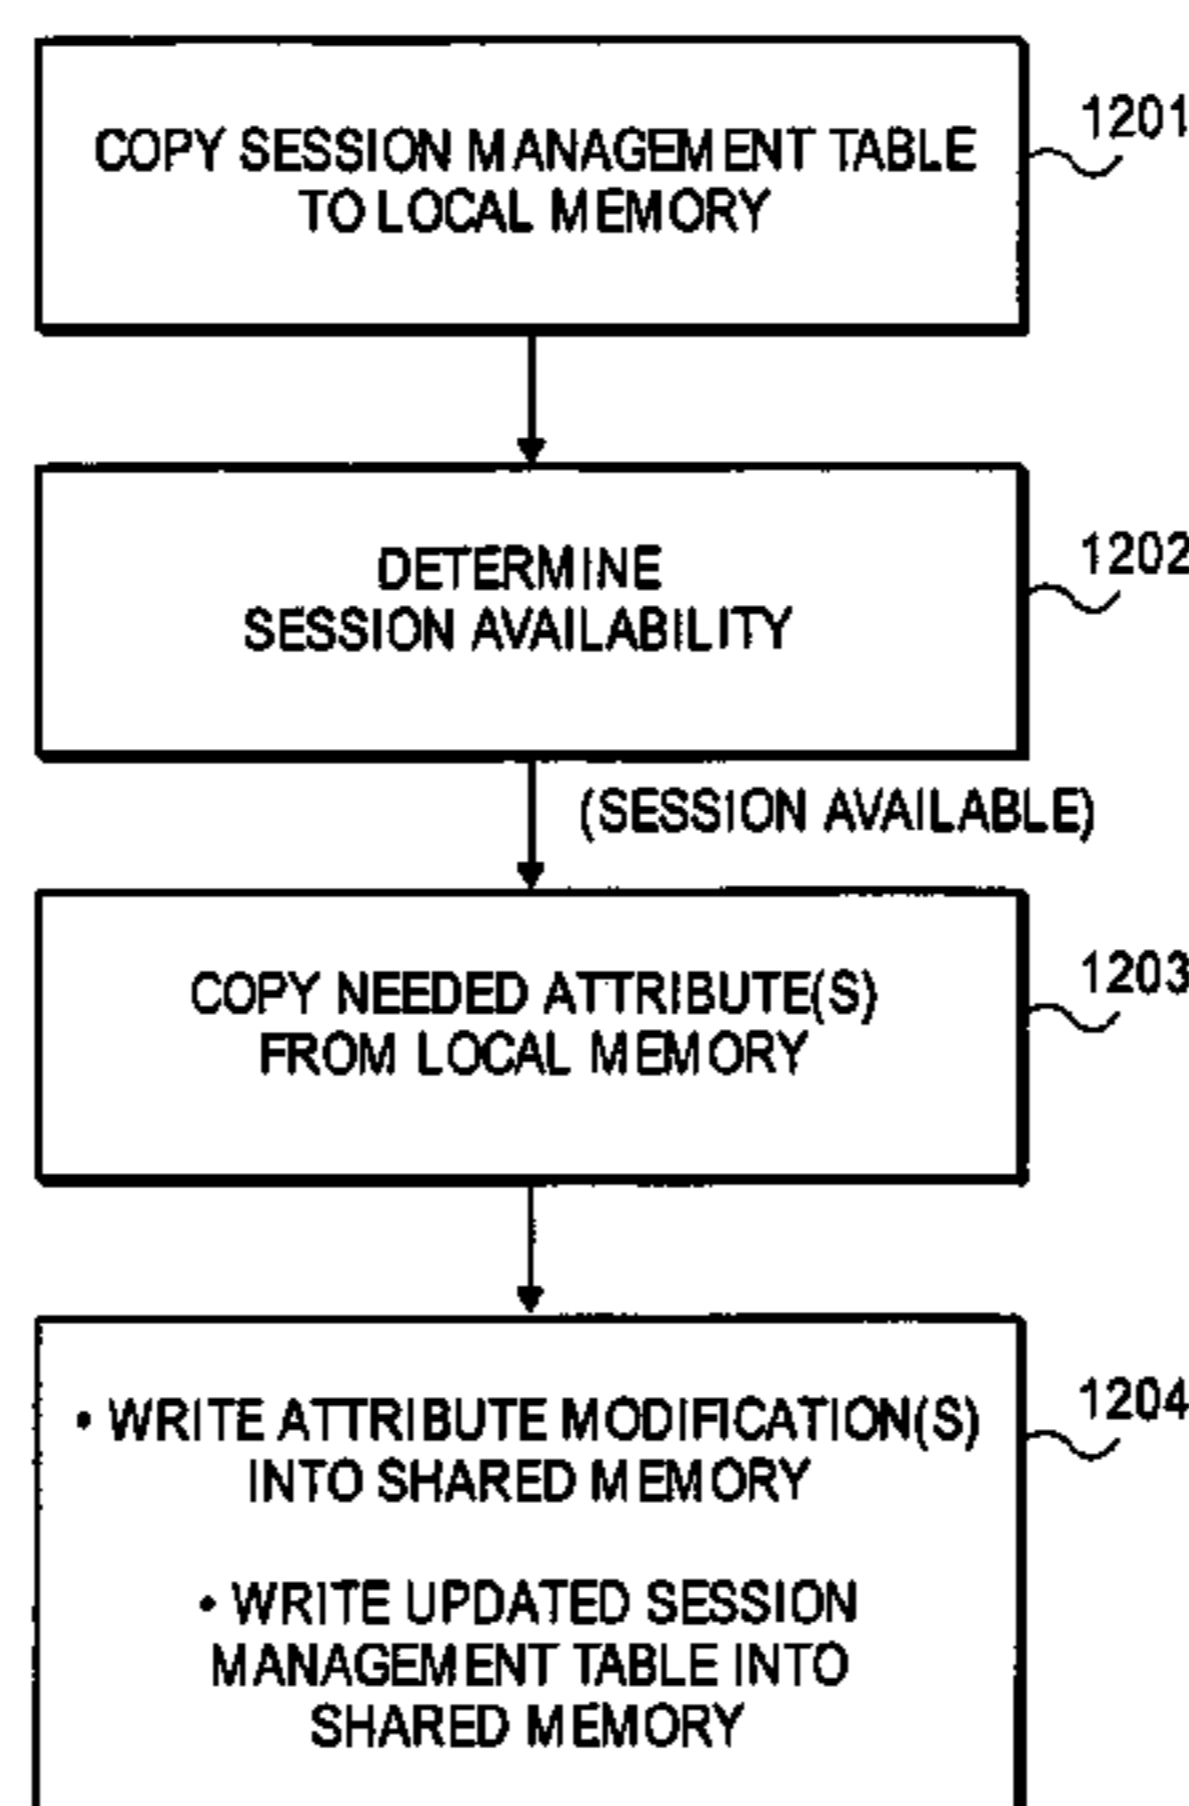 COPY SESSION MANAGEMENT TABLE
TO LOCAL MEMORY
1201
DETERMINE
SESSION AVAILABILITY
1202
(SESSION AVAILABLE)
COPY NEEDED ATTRIBUTE(S)
FROM LOCAL MEMORY
1203
• WRITE ATTRIBUTE MODIFICATION(S)
INTO SHARED MEMORY
1204
• WRITE UPDATED SESSION
MANAGEMENT TABLE INTO
SHARED MEMORY